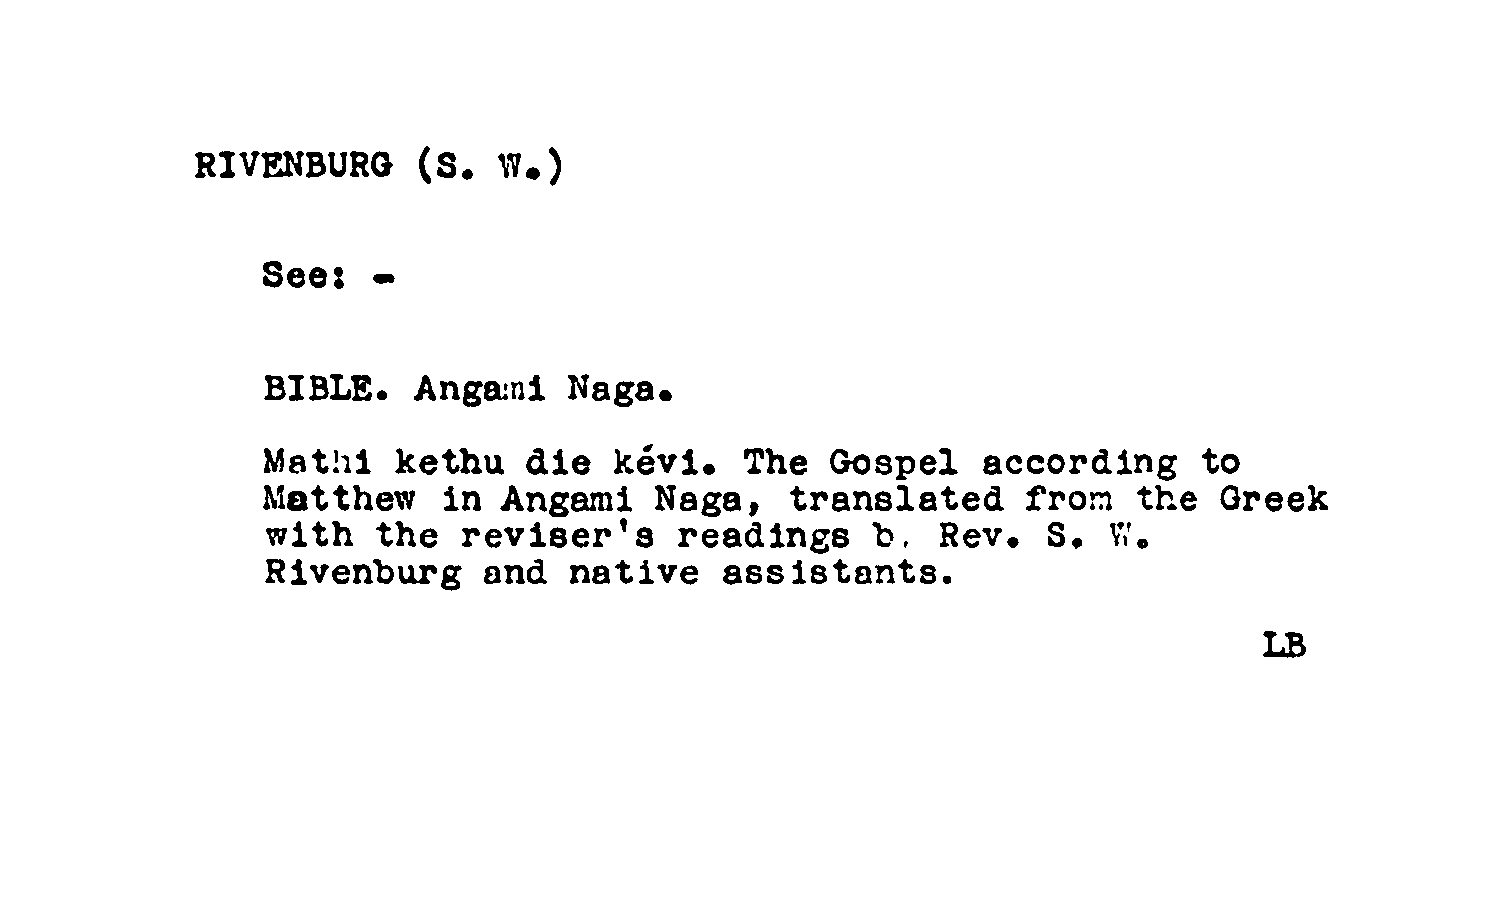 RIVENBURG (S. W.)
See: -
BIBLE. Angami Naga.
Mathi kethu die kévi. The Gospel according to
Matthew in Angami Naga, translated from the Greek
with the reviser's readings b. Rev. S. W.
Rivenburg and native assistants.
LB